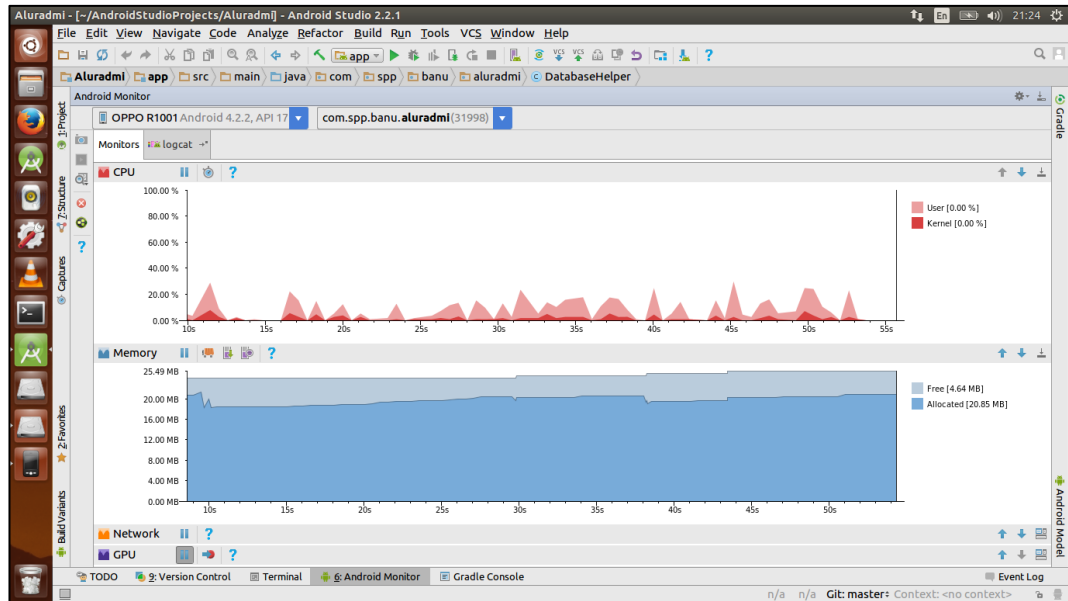 Aluradmi - [~/AndroidStudioProjects/Aluradmi] - Android Studio 2.2.1
En
21:24
File Edit View Navigate Code Analyze Refactor Build Run Tools VCS Window Help
app
Aluradmi app src main java com spp banu aluradmi DatabaseHelper
Android Monitor
OPPO R1001 Android 4.2.2, API 17
com.spp.banu.aluradmi (31998)
Monitors logcat
1: Project
7: Structure
Captures
2: Favorites
Build Variants
Gradle
Android Model
CPU
100.00 %
80.00 %
60.00 %
40.00 %
20.00 %
0.00 %
10s 15s 20s 25s 30s 35s 40s 45s 50s 55s
User [0.00 %]
Kernel [0.00 %]
Memory
25.49 MB
20.00 MB
16.00 MB
12.00 MB
8.00 MB
4.00 MB
0.00 MB
10s 15s 20s 25s 30s 35s 40s 45s 50s
Free [4.64 MB]
Allocated [20.85 MB]
Network
GPU
TODO 9: Version Control Terminal 6: Android Monitor Gradle Console Event Log
n/a n/a Git: master Context: <no context>